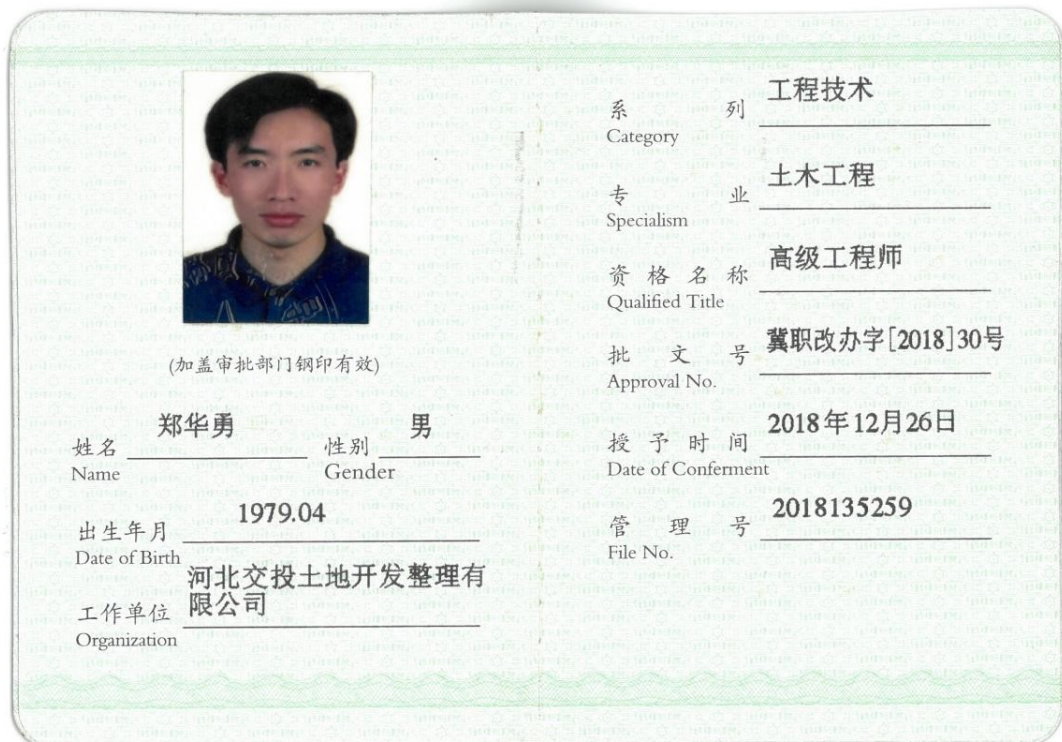 (加盖审批部门钢印有效)
姓名 郑华勇 性别 男
Name Gender
出生年月 1979.04
Date of Birth
工作单位 河北交投土地开发整理有
限公司
Organization
系列 工程技术
Category
专业 土木工程
Specialism
资格名称 高级工程师
Qualified Title
批文号 冀职改办字[2018]30号
Approval No.
授予时间 2018年12月26日
Date of Conferment
管理号 2018135259
File No.